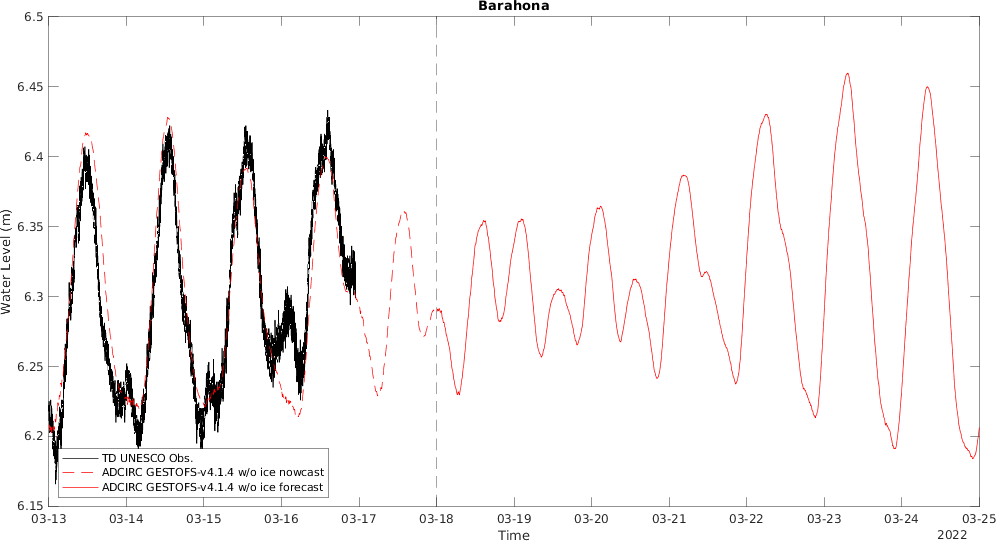 Barahona
6.5
6.45
6.4
6.35
6.3
6.25
6.2
6.15
Water Level (m)
TD UNESCO Obs.
ADCIRC GESTOFS-v4.1.4 w/o ice nowcast
ADCIRC GESTOFS-v4.1.4 w/o ice forecast
03-13 03-14 03-15 03-16 03-17 03-18 03-19 03-20 03-21 03-22 03-23 03-24 03-25
Time
2022